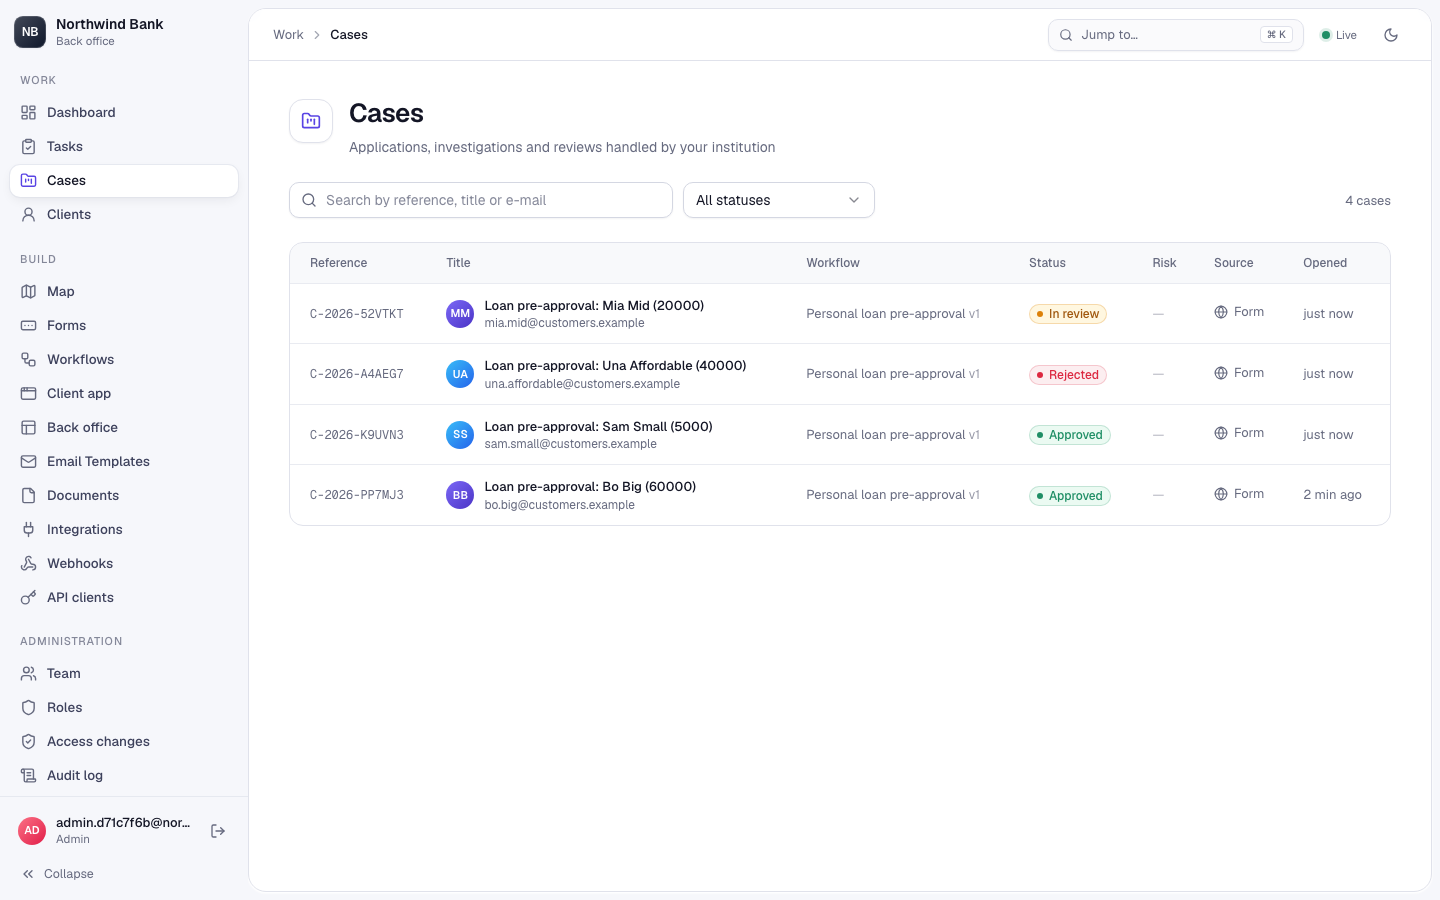 NB
Northwind Bank
Back office
WORK
Dashboard
Tasks
Cases
Clients
BUILD
Map
Forms
Workflows
Client app
Back office
Email Templates
Documents
Integrations
Webhooks
API clients
ADMINISTRATION
Team
Roles
Access changes
Audit log
AD
admin.d71c7f6b@nor...
Admin
Collapse
Work > Cases
Jump to...
⌘ K
Live
Cases
Applications, investigations and reviews handled by your institution
Search by reference, title or e-mail
All statuses
4 cases
Reference Title Workflow Status Risk Source Opened
C-2026-52VTKT MM Loan pre-approval: Mia Mid (20000) Personal loan pre-approval v1 In review — Form just now
mia.mid@customers.example
C-2026-A4AEG7 UA Loan pre-approval: Una Affordable (40000) Personal loan pre-approval v1 Rejected — Form just now
una.affordable@customers.example
C-2026-K9UVN3 SS Loan pre-approval: Sam Small (5000) Personal loan pre-approval v1 Approved — Form just now
sam.small@customers.example
C-2026-PP7MJ3 BB Loan pre-approval: Bo Big (60000) Personal loan pre-approval v1 Approved — Form 2 min ago
bo.big@customers.example